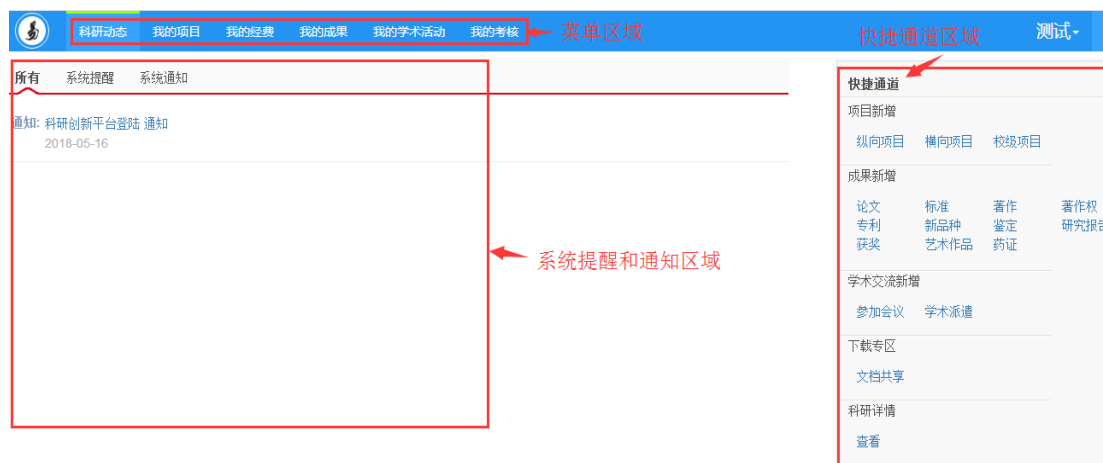 科研动态 我的项目 我的经费 我的成果 我的学术活动 我的考核 菜单区域 快捷通道区域 测试
所有 系统提醒 系统通知
通知: 科研创新平台登陆 通知
2018-05-16
系统提醒和通知区域
快捷通道
项目新增
纵向项目 横向项目 校级项目
成果新增
论文 标准 著作 著作权
专利 新品种 鉴定 研究报告
获奖 艺术作品 药证
学术交流新增
参加会议 学术派遣
下载专区
文档共享
科研详情
查看